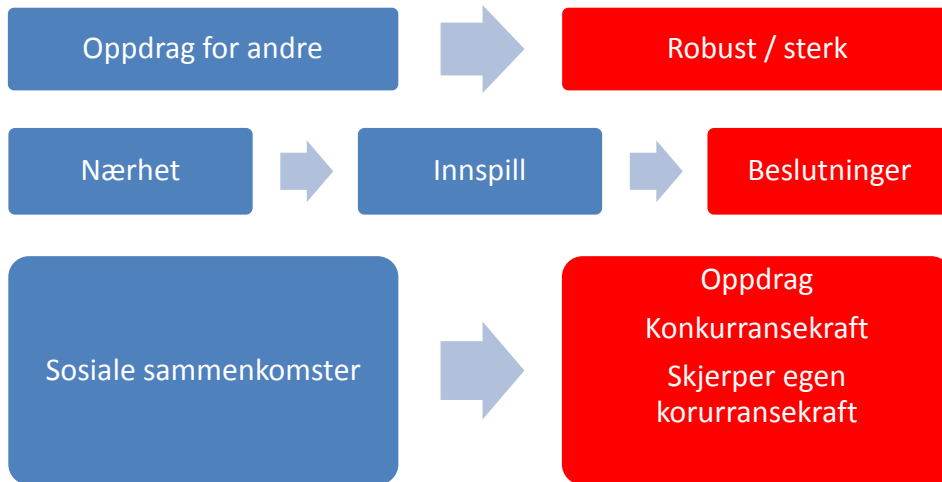 Oppdrag for andre
Robust / sterk
Nærhet
Innspill
Beslutninger
Sosiale sammenkomster
Oppdrag
Konkurransekraft
Skjerper egen
korurransekraft